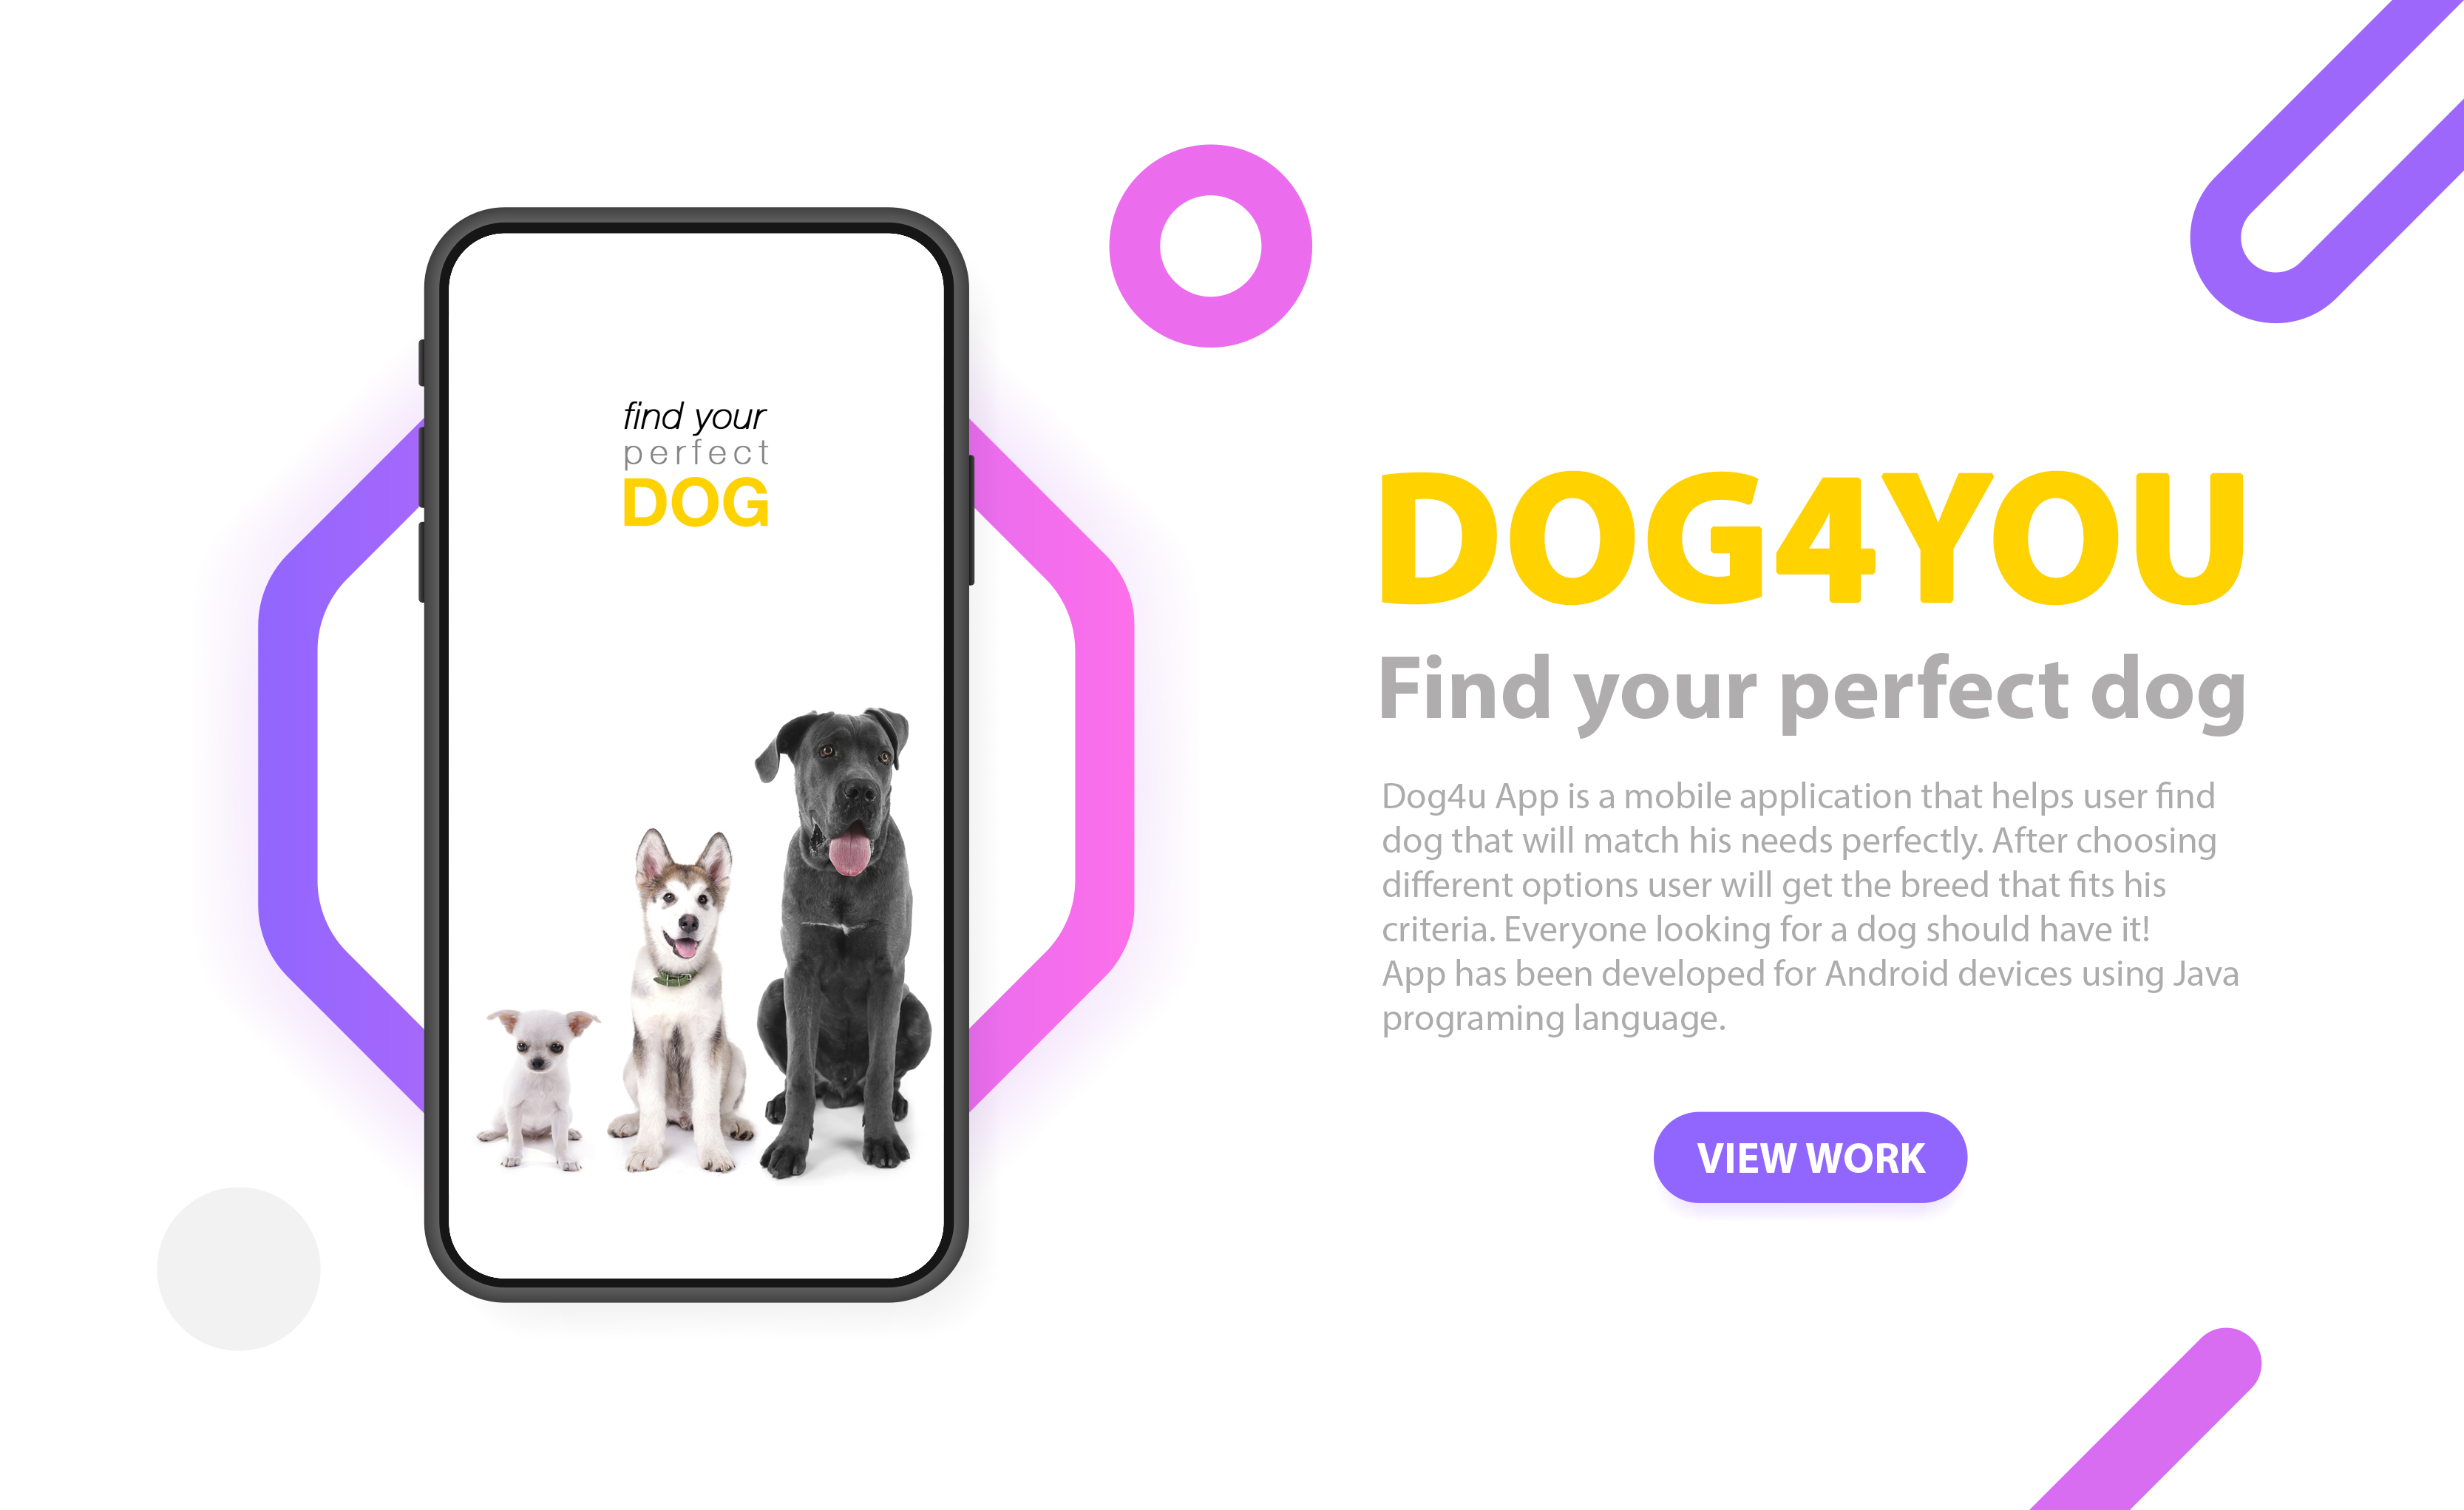 find your
perfect
DOG
DOG4YOU
Find your perfect dog
Dog4u App is a mobile application that helps user find
dog that will match his needs perfectly. After choosing
different options user will get the breed that fits his
criteria. Everyone looking for a dog should have it!
App has been developed for Android devices using Java
programing language.
VIEW WORK